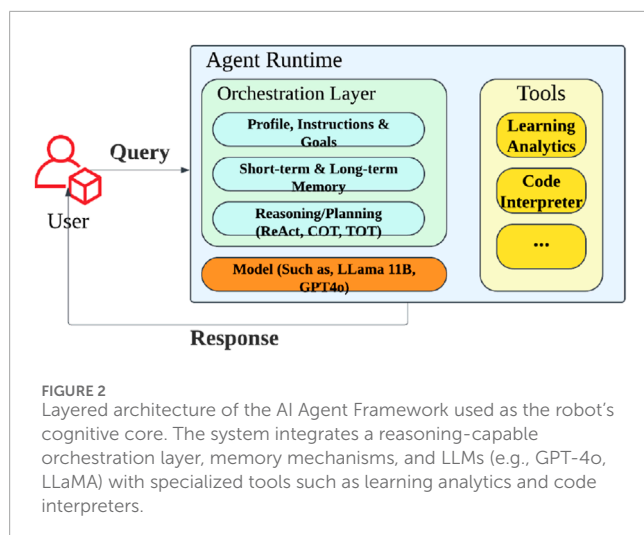 Agent Runtime
Orchestration Layer
Profile, Instructions &
Goals
Short-term & Long-term
Memory
Reasoning/Planning
(ReAct, COT, TOT)
Model (Such as, LLama 11B,
GPT4o)
Tools
Learning
Analytics
Code
Interpreter
...
Query
User
Response
FIGURE 2
Layered architecture of the AI Agent Framework used as the robot's
cognitive core. The system integrates a reasoning-capable
orchestration layer, memory mechanisms, and LLMs (e.g., GPT-4o,
LLaMA) with specialized tools such as learning analytics and code
interpreters.